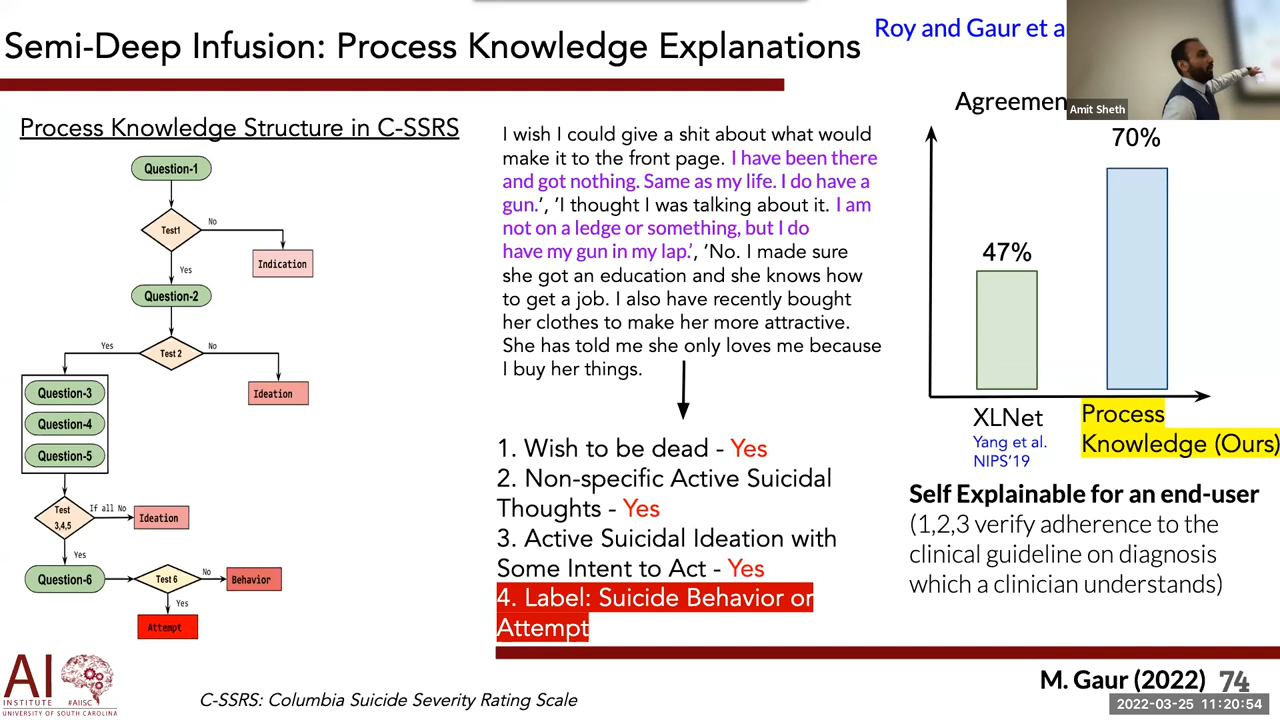 Semi-Deep Infusion: Process Knowledge Explanations
Roy and Gaur et a
Amit Sheth
Process Knowledge Structure in C-SSRS
Question-1
Test1
No
Indication
Yes
Question-2
Test 2
Yes
No
Ideation
Question-3
Question-4
Question-5
Test
3,4,5
If all No
Ideation
Yes
Question-6
Test 6
No
Behavior
Yes
Attempt
I wish I could give a shit about what would
make it to the front page. I have been there
and got nothing. Same as my life. I do have a
gun.', 'I thought I was talking about it. I am
not on a ledge or something, but I do
have my gun in my lap.', 'No. I made sure
she got an education and she knows how
to get a job. I also have recently bought
her clothes to make her more attractive.
She has told me she only loves me because
I buy her things.
1. Wish to be dead - Yes
2. Non-specific Active Suicidal
Thoughts - Yes
3. Active Suicidal Ideation with
Some Intent to Act - Yes
4. Label: Suicide Behavior or
Attempt
Agreemen
70%
47%
XLNet
Yang et al.
NIPS'19
Process
Knowledge (Ours)
Self Explainable for an end-user
(1,2,3 verify adherence to the
clinical guideline on diagnosis
which a clinician understands)
AI
INSTITUTE #AIISC
UNIVERSITY OF SOUTH CAROLINA
C-SSRS: Columbia Suicide Severity Rating Scale
M. Gaur (2022) 74
2022-03-25 11:20:54